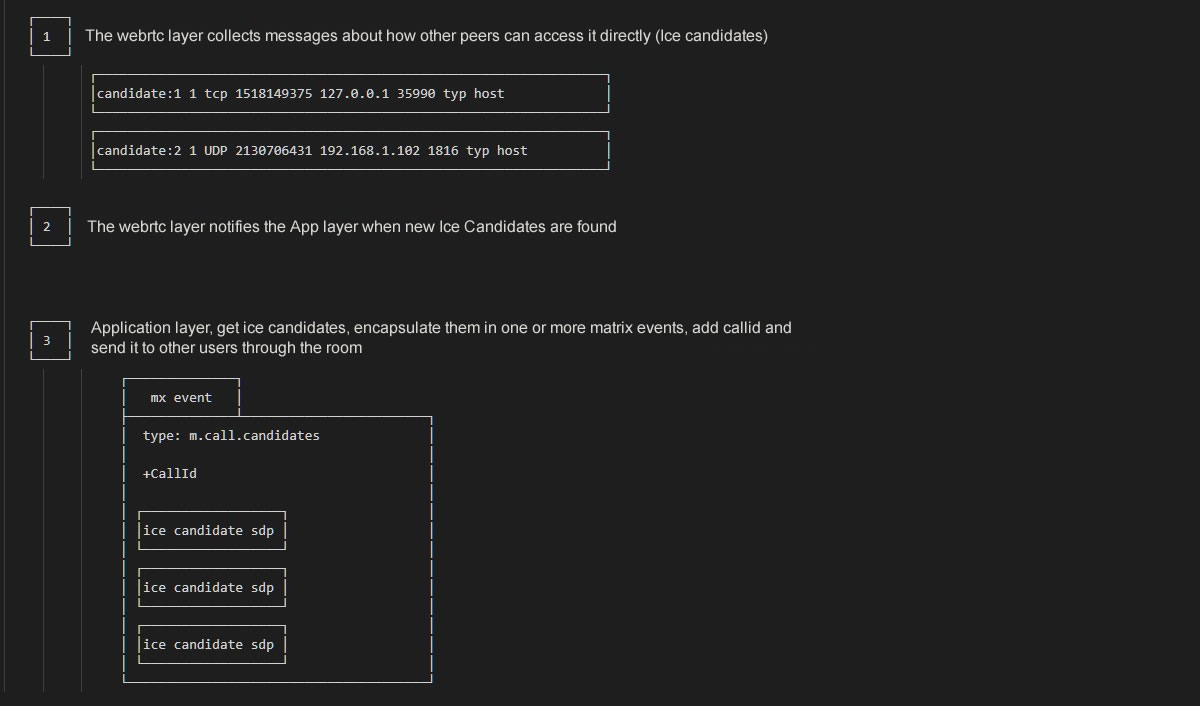 1
The webrtc layer collects messages about how other peers can access it directly (Ice candidates)
candidate:1 1 tcp 1518149375 127.0.0.1 35990 typ host
candidate:2 1 UDP 2130706431 192.168.1.102 1816 typ host
2
The webrtc layer notifies the App layer when new Ice Candidates are found
3
Application layer, get ice candidates, encapsulate them in one or more matrix events, add callid and
send it to other users through the room
mx event
type: m.call.candidates
+CallId
ice candidate sdp
ice candidate sdp
ice candidate sdp